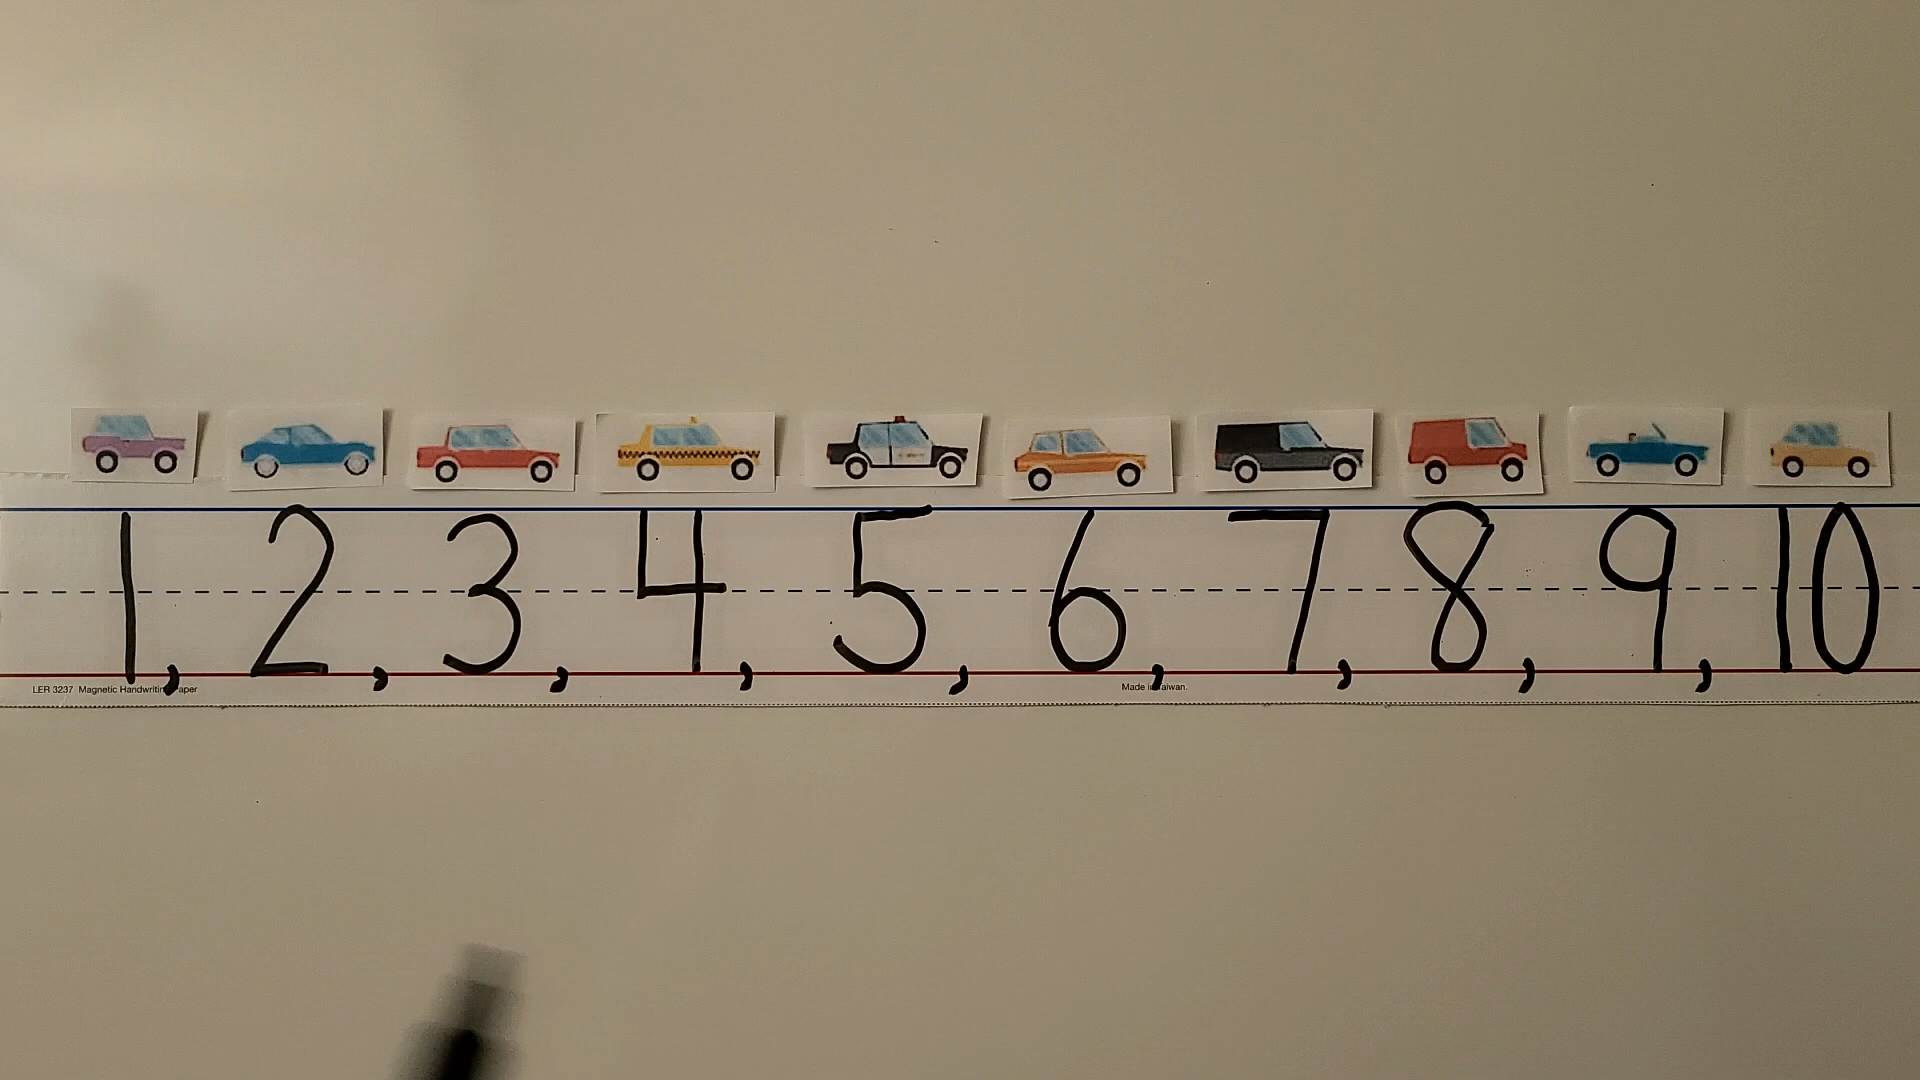 1, 2, 3, 4, 5, 6, 7, 8, 9, 10
LER 3237 Magnetic Handwriting Paper
Made in Taiwan.